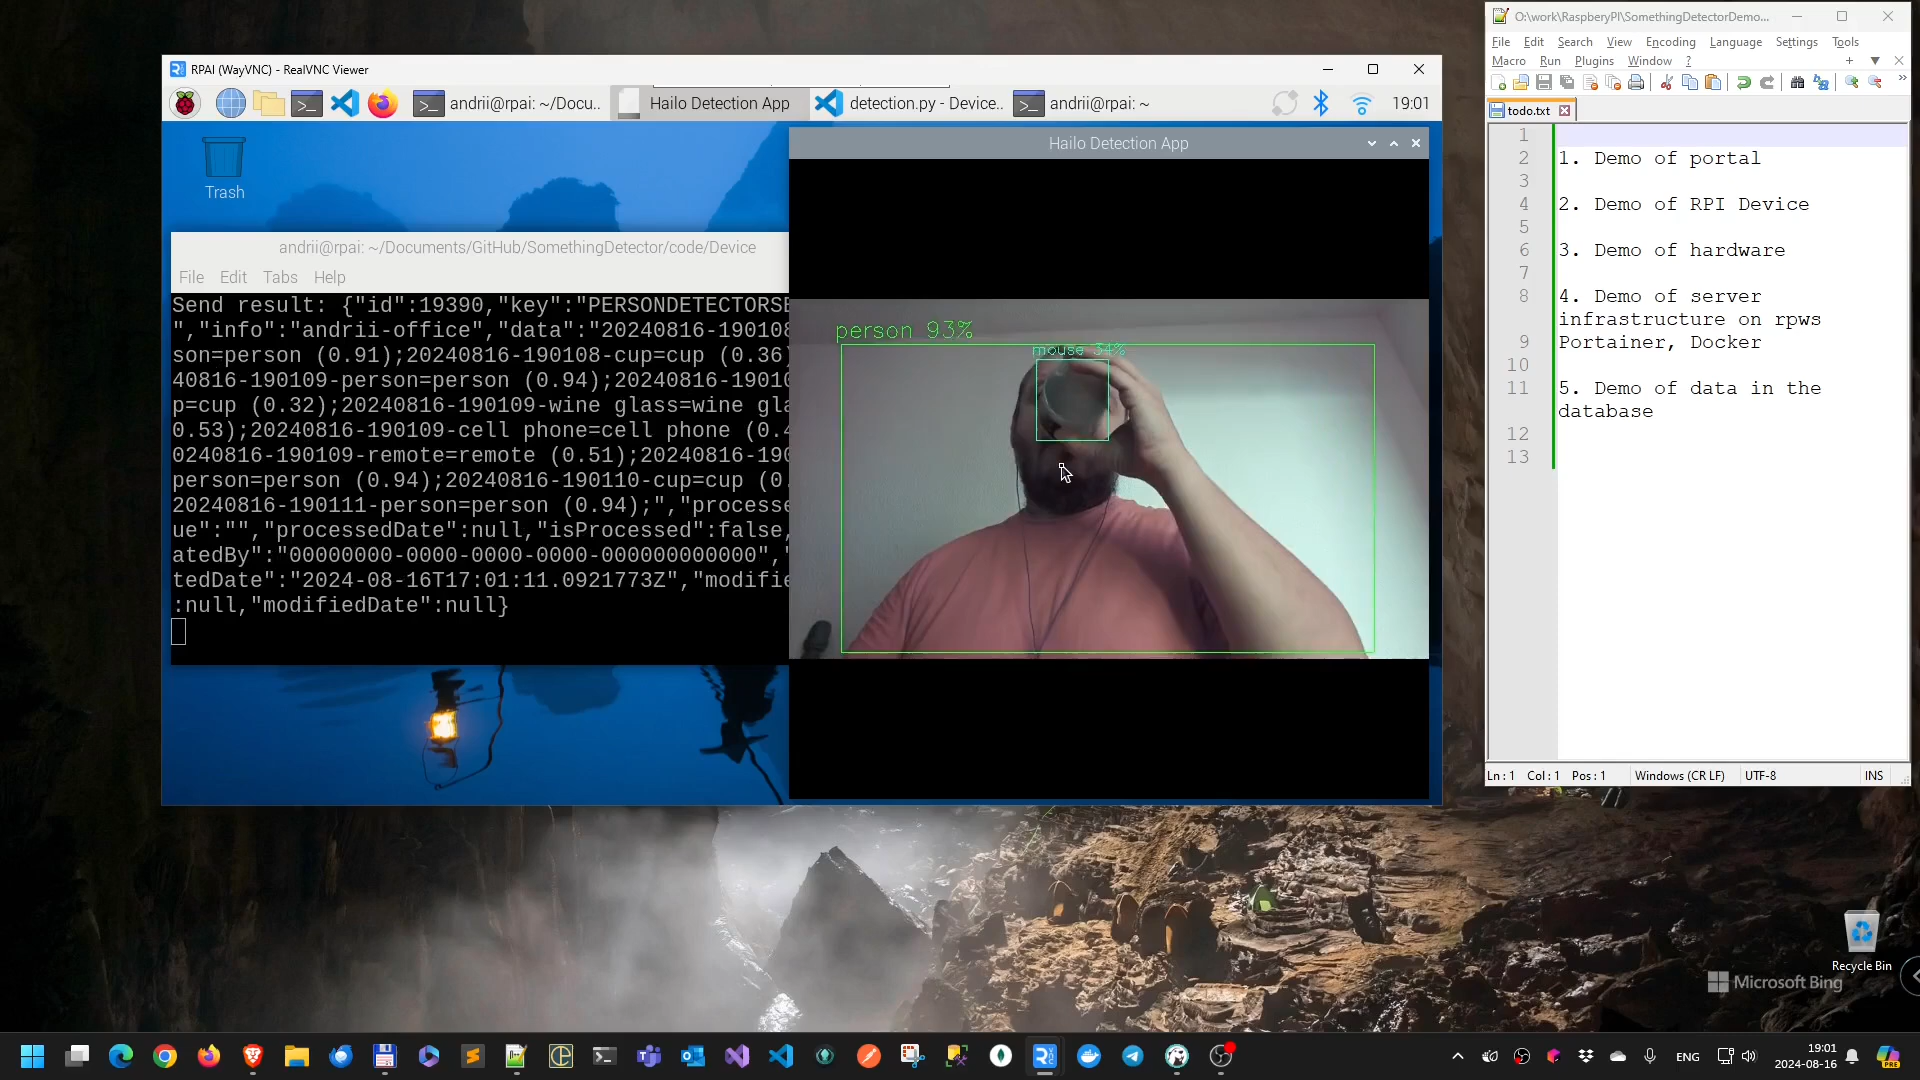 RPAI (WayVNC) - RealVNC Viewer
andrii@rpai: ~/Docu..
Hailo Detection App
detection.py - Device..
andrii@rpai: ~
19:01
Trash
andrii@rpai: ~/Documents/GitHub/SomethingDetector/code/Device
File Edit Tabs Help
Send result: {"id":19390,"key":"PERSONDETECTORSE
","info":"andrii-office","data":"20240816-190108
son=person (0.91);20240816-190108-cup=cup (0.36)
40816-190109-person=person (0.94);20240816-19010
p=cup (0.32);20240816-190109-wine glass=wine gla
0.53);20240816-190109-cell phone=cell phone (0.4
0240816-190109-remote=remote (0.51);20240816-190
person=person (0.94);20240816-190110-cup=cup (0.
20240816-190111-person=person (0.94);","processe
ue":"","processedDate":null,"isProcessed":false,
atedBy":"00000000-0000-0000-0000-000000000000","
tedDate":"2024-08-16T17:01:11.0921773Z","modifie
:null,"modifiedDate":null}
Hailo Detection App
person 93%
mouse 34%
O:\work\RaspberyPI\SomethingDetectorDemo...
File Edit Search View Encoding Language Settings Tools
Macro Run Plugins Window ?
todo.txt
1
2 1. Demo of portal
3
4 2. Demo of RPI Device
5
6 3. Demo of hardware
7
8 4. Demo of server
infrastructure on rpws
9 Portainer, Docker
10
11 5. Demo of data in the
database
12
13
Ln : 1 Col : 1 Pos : 1 Windows (CR LF) UTF-8 INS
Recycle Bin
Microsoft Bing
ENG
19:01
2024-08-16
PRE